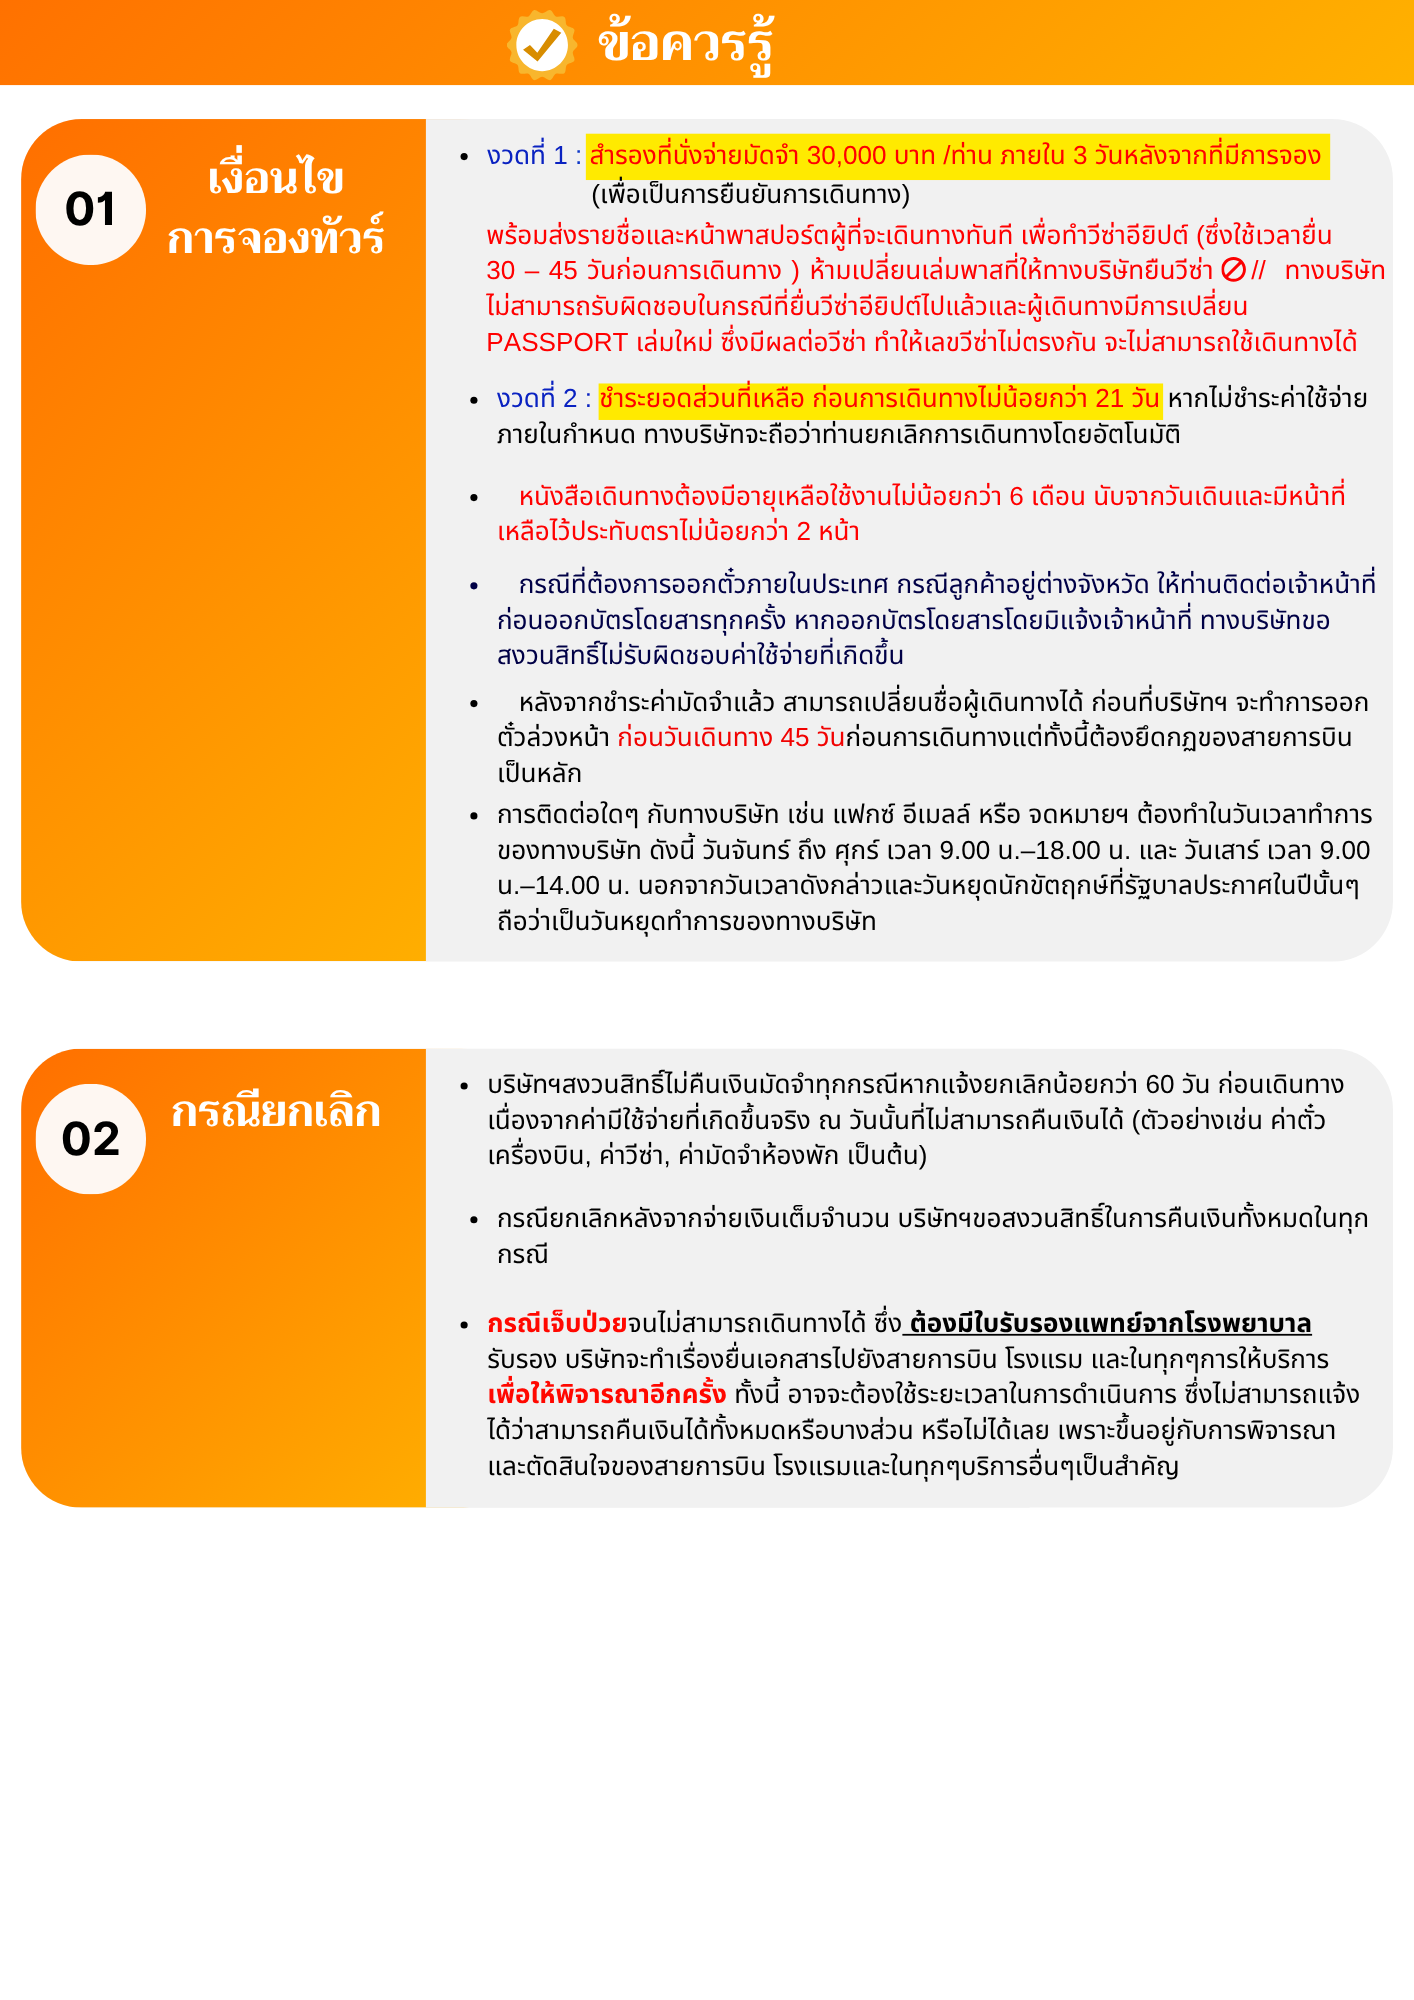 ข้อควรรู้
01
เงื่อนไข
การจองทัวร์
งวดที่ 1 : สำรองที่นั่งจ่ายมัดจำ 30,000 บาท /ท่าน ภายใน 3 วันหลังจากที่มีการจอง
(เพื่อเป็นการยืนยันการเดินทาง)
พร้อมส่งรายชื่อและหน้าพาสปอร์ตผู้ที่จะเดินทางทันที เพื่อทำวีซ่าอียิปต์ (ซึ่งใช้เวลายื่น
30 – 45 วันก่อนการเดินทาง ) ห้ามเปลี่ยนเล่มพาสที่ให้ทางบริษัทยืนวีซ่า // ทางบริษัท
ไม่สามารถรับผิดชอบในกรณีที่ยื่นวีซ่าอียิปต์ไปแล้วและผู้เดินทางมีการเปลี่ยน
PASSPORT เล่มใหม่ ซึ่งมีผลต่อวีซ่า ทำให้เลขวีซ่าไม่ตรงกัน จะไม่สามารถใช้เดินทางได้
งวดที่ 2 : ชำระยอดส่วนที่เหลือ ก่อนการเดินทางไม่น้อยกว่า 21 วัน หากไม่ชำระค่าใช้จ่าย
ภายในกำหนด ทางบริษัทจะถือว่าท่านยกเลิกการเดินทางโดยอัตโนมัติ
หนังสือเดินทางต้องมีอายุเหลือใช้งานไม่น้อยกว่า 6 เดือน นับจากวันเดินและมีหน้าที่
เหลือไว้ประทับตราไม่น้อยกว่า 2 หน้า
กรณีที่ต้องการออกตั๋วภายในประเทศ กรณีลูกค้าอยู่ต่างจังหวัด ให้ท่านติดต่อเจ้าหน้าที่
ก่อนออกบัตรโดยสารทุกครั้ง หากออกบัตรโดยสารโดยมิแจ้งเจ้าหน้าที่ ทางบริษัทขอ
สงวนสิทธิ์ไม่รับผิดชอบค่าใช้จ่ายที่เกิดขึ้น
หลังจากชำระค่ามัดจำแล้ว สามารถเปลี่ยนชื่อผู้เดินทางได้ ก่อนที่บริษัทฯ จะทำการออก
ตั๋วล่วงหน้า ก่อนวันเดินทาง 45 วันก่อนการเดินทางแต่ทั้งนี้ต้องยึดกฎของสายการบิน
เป็นหลัก
การติดต่อใดๆ กับทางบริษัท เช่น แฟกซ์ อีเมลล์ หรือ จดหมายฯ ต้องทำในวันเวลาทำการ
ของทางบริษัท ดังนี้ วันจันทร์ ถึง ศุกร์ เวลา 9.00 น.–18.00 น. และ วันเสาร์ เวลา 9.00
น.–14.00 น. นอกจากวันเวลาดังกล่าวและวันหยุดนักขัตฤกษ์ที่รัฐบาลประกาศในปีนั้นๆ
ถือว่าเป็นวันหยุดทำการของทางบริษัท
02
กรณียกเลิก
บริษัทฯสงวนสิทธิ์ไม่คืนเงินมัดจำทุกกรณีหากแจ้งยกเลิกน้อยกว่า 60 วัน ก่อนเดินทาง
เนื่องจากค่ามีใช้จ่ายที่เกิดขึ้นจริง ณ วันนั้นที่ไม่สามารถคืนเงินได้ (ตัวอย่างเช่น ค่าตั๋ว
เครื่องบิน, ค่าวีซ่า, ค่ามัดจำห้องพัก เป็นต้น)
กรณียกเลิกหลังจากจ่ายเงินเต็มจำนวน บริษัทฯขอสงวนสิทธิ์ในการคืนเงินทั้งหมดในทุก
กรณี
กรณีเจ็บป่วยจนไม่สามารถเดินทางได้ ซึ่ง ต้องมีใบรับรองแพทย์จากโรงพยาบาล
รับรอง บริษัทจะทำเรื่องยื่นเอกสารไปยังสายการบิน โรงแรม และในทุกๆการให้บริการ
เพื่อให้พิจารณาอีกครั้ง ทั้งนี้ อาจจะต้องใช้ระยะเวลาในการดำเนินการ ซึ่งไม่สามารถแจ้ง
ได้ว่าสามารถคืนเงินได้ทั้งหมดหรือบางส่วน หรือไม่ได้เลย เพราะขึ้นอยู่กับการพิจารณา
และตัดสินใจของสายการบิน โรงแรมและในทุกๆบริการอื่นๆเป็นสำคัญ